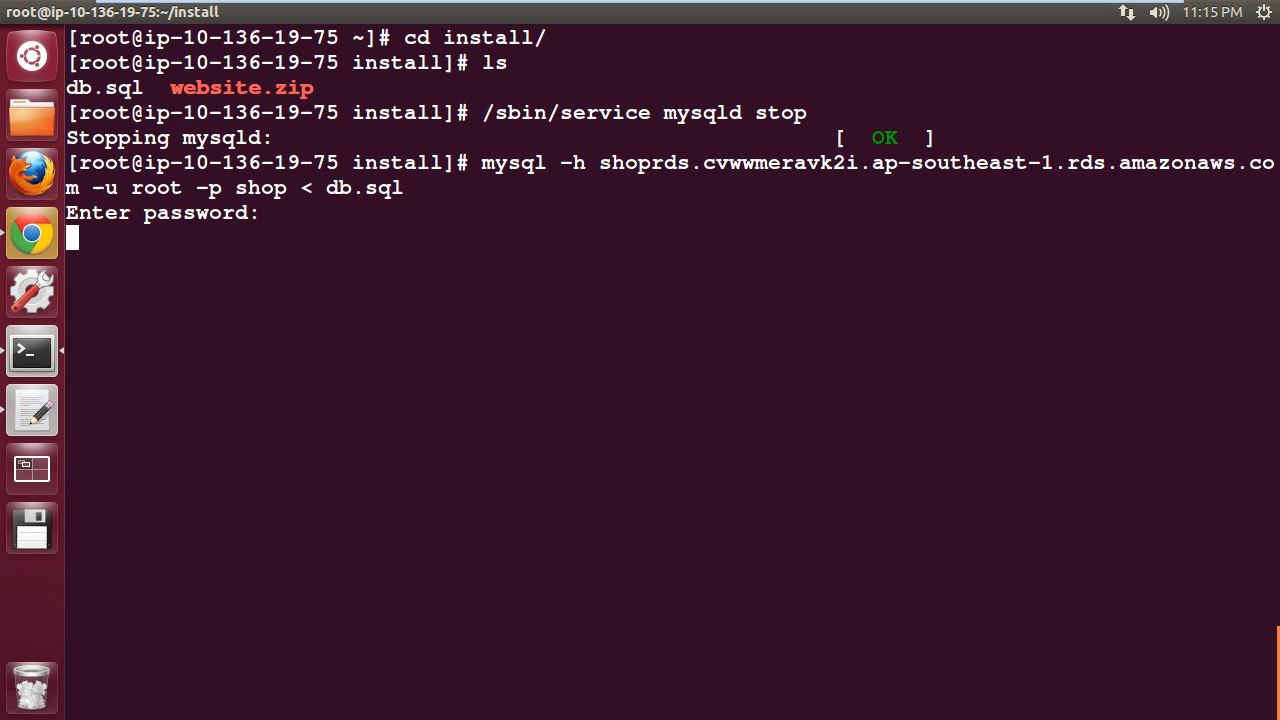 root@ip-10-136-19-75:~/install
11:15 PM
[root@ip-10-136-19-75 ~]# cd install/
[root@ip-10-136-19-75 install]# ls
db.sql  website.zip
[root@ip-10-136-19-75 install]# /sbin/service mysqld stop
Stopping mysqld: [  OK  ]
[root@ip-10-136-19-75 install]# mysql -h shoprds.cvwwmeravk2i.ap-southeast-1.rds.amazonaws.co
m -u root -p shop < db.sql
Enter password: